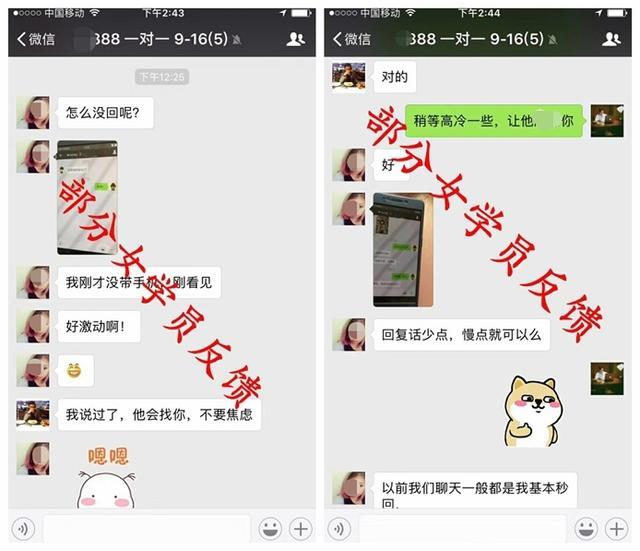 中国移动 下午2:43
微信 888 一对一 9-16(5)
下午12:25
怎么没回呢？
我刚才没带手机，刚看见
好激动啊！
我说过了，他会找你，不要焦虑
嗯嗯
部分女学员反馈
中国移动 下午2:44
微信 888 一对一 9-16(5)
对的
稍等高冷一些，让他 你
好
回复话少点，慢点就可以么
以前我们聊天一般都是我基本秒
回，
部分女学员反馈